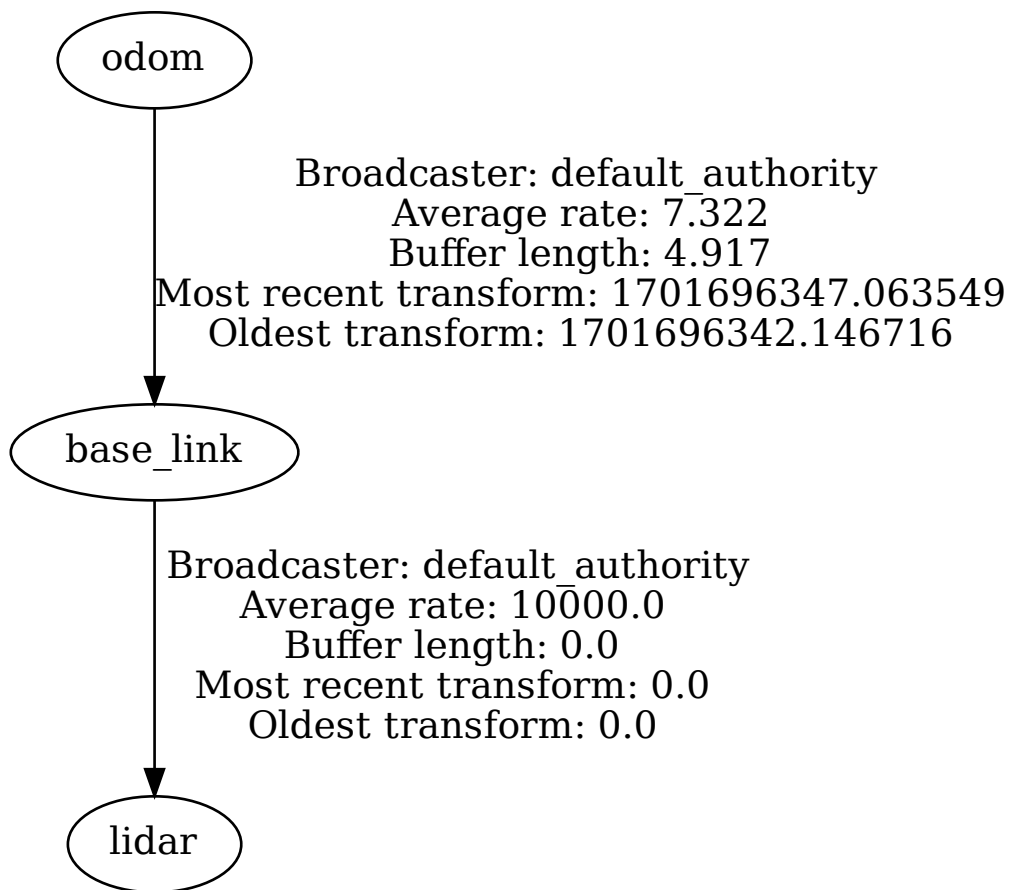 odom
Broadcaster: default_authority
Average rate: 7.322
Buffer length: 4.917
Most recent transform: 1701696347.063549
Oldest transform: 1701696342.146716
base_link
Broadcaster: default_authority
Average rate: 10000.0
Buffer length: 0.0
Most recent transform: 0.0
Oldest transform: 0.0
lidar